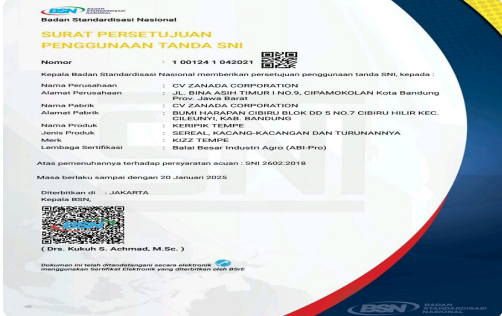 BSN BADAN STANDARDISASI NASIONAL
Badan Standardisasi Nasional
SURAT PERSETUJUAN
PENGGUNAAN TANDA SNI
Nomor : 1 00124 1 042021
Kepala Badan Standardisasi Nasional memberikan persetujuan penggunaan tanda SNI, kepada :
Nama Perusahaan : CV ZANADA CORPORATION
Alamat Perusahaan : JL. BINA ASIH TIMUR I NO.9, CIPAMOKOLAN Kota Bandung
Prov. Jawa Barat
Nama Pabrik : CV ZANADA CORPORATION
Alamat Pabrik : BUMI HARAPAN CIBIRU BLOK DD 5 NO.7 CIBIRU HILIR KEC.
CILEUNYI, KAB. BANDUNG
Nama Produk : KERIPIK TEMPE
Jenis Produk : SEREAL, KACANG-KACANGAN DAN TURUNANNYA
Merk : KIZZ TEMPE
Lembaga Sertifikasi : Balai Besar Industri Agro (ABI-Pro)
Atas pemenuhannya terhadap persyaratan acuan : SNI 2602:2018
Masa berlaku sampai dengan 20 Januari 2025
Diterbitkan di : JAKARTA
Kepala BSN,
( Drs. Kukuh S. Achmad, M.Sc. )
Dokumen ini telah ditandatangani secara elektronik
menggunakan Sertifikat Elektronik yang diterbitkan oleh BSrE
SNI
BSN BADAN
STANDARDISASI
NASIONAL